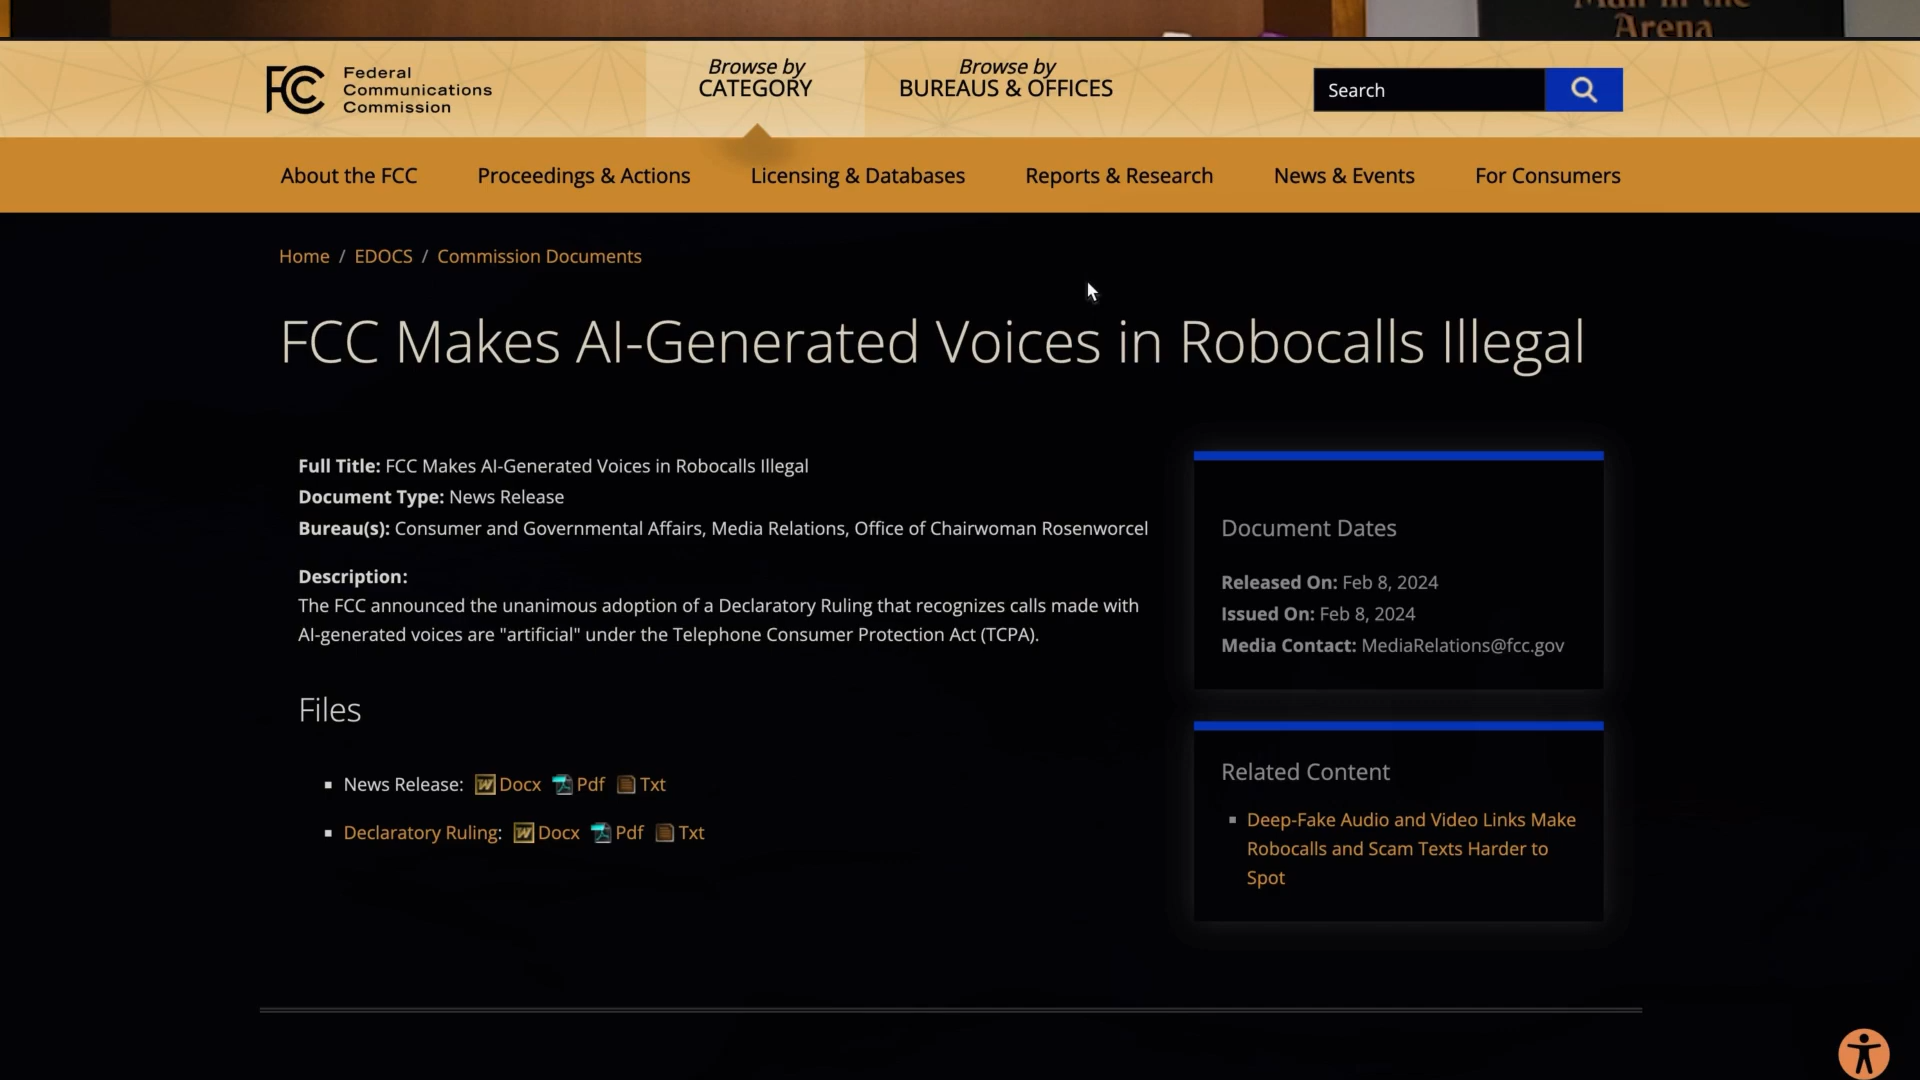 Arena
Federal
Communications
Commission
Browse by
CATEGORY
Browse by
BUREAUS & OFFICES
Search
About the FCC
Proceedings & Actions
Licensing & Databases
Reports & Research
News & Events
For Consumers
Home / EDOCS / Commission Documents
FCC Makes AI-Generated Voices in Robocalls Illegal
Full Title: FCC Makes AI-Generated Voices in Robocalls Illegal
Document Type: News Release
Bureau(s): Consumer and Governmental Affairs, Media Relations, Office of Chairwoman Rosenworcel
Description:
The FCC announced the unanimous adoption of a Declaratory Ruling that recognizes calls made with
AI-generated voices are "artificial" under the Telephone Consumer Protection Act (TCPA).
Files
▪ News Release: Docx Pdf Txt
▪ Declaratory Ruling: Docx Pdf Txt
Document Dates
Released On: Feb 8, 2024
Issued On: Feb 8, 2024
Media Contact: MediaRelations@fcc.gov
Related Content
▪ Deep-Fake Audio and Video Links Make
Robocalls and Scam Texts Harder to
Spot